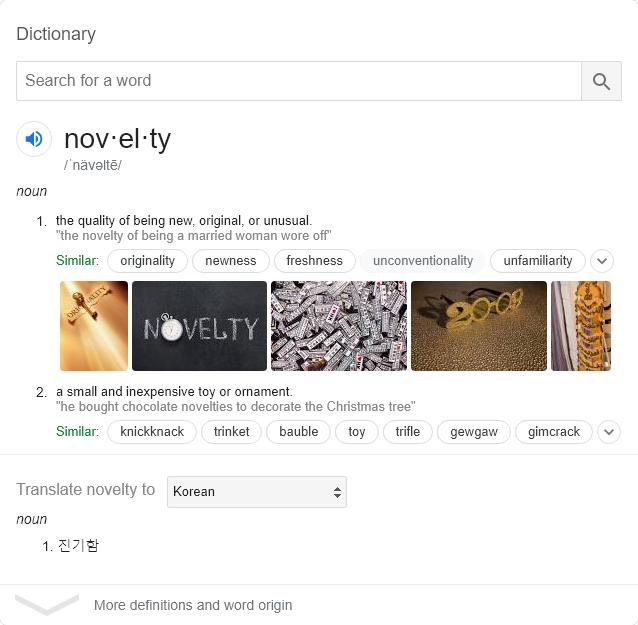 Dictionary
Search for a word
nov·el·ty
/ˈnävəltē/
noun
1. the quality of being new, original, or unusual.
"the novelty of being a married woman wore off"
Similar: originality newness freshness unconventionality unfamiliarity
ORIGINALITY
NOVELTY
2. a small and inexpensive toy or ornament.
"he bought chocolate novelties to decorate the Christmas tree"
Similar: knickknack trinket bauble toy trifle gewgaw gimcrack
Translate novelty to Korean
noun
1. 진기함
More definitions and word origin